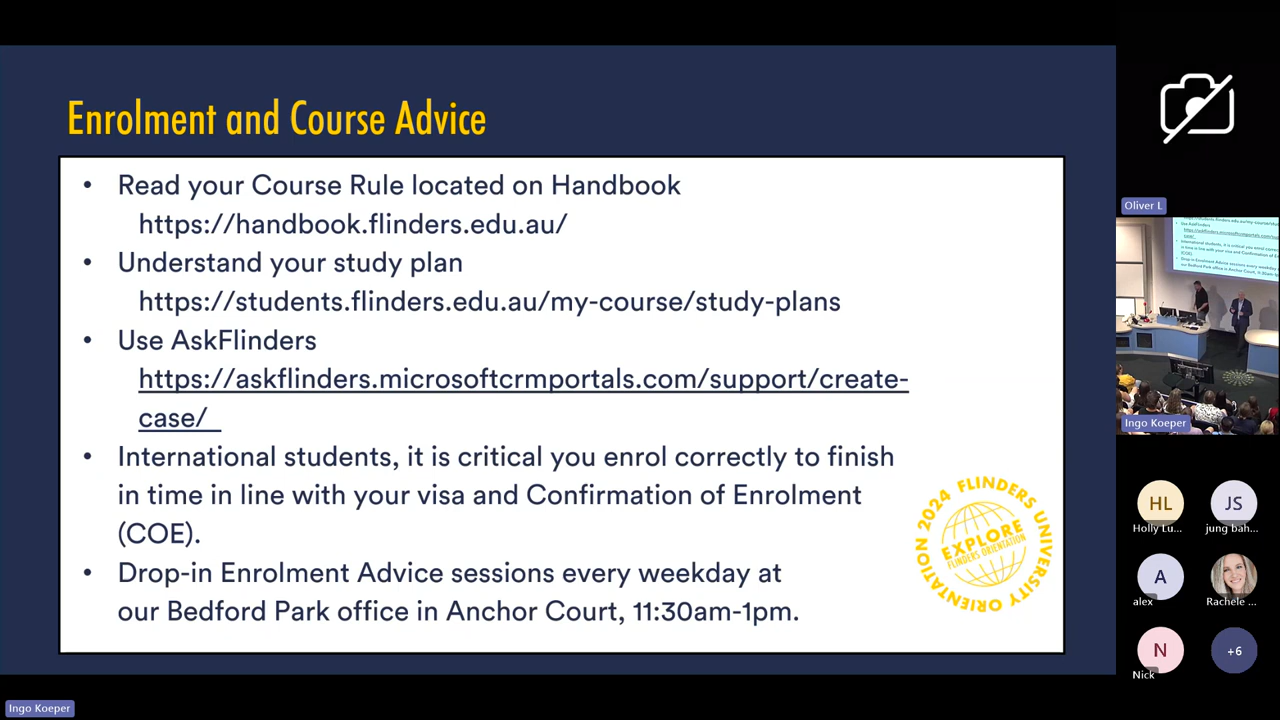 Enrolment and Course Advice
• Read your Course Rule located on Handbook
https://handbook.flinders.edu.au/
• Understand your study plan
https://students.flinders.edu.au/my-course/study-plans
• Use AskFlinders
https://askflinders.microsoftcrmportals.com/support/create-
case/
• International students, it is critical you enrol correctly to finish
in time in line with your visa and Confirmation of Enrolment
(COE).
• Drop-in Enrolment Advice sessions every weekday at
our Bedford Park office in Anchor Court, 11:30am-1pm.
FLINDERS UNIVERSITY ORIENTATION 2024
EXPLORE
FLINDERS ORIENTATION
Oliver L
Use AskFlinders
(COE)
Ingo Koeper
HL
JS
Holly Lu...
jung bah...
A
alex
Rachele ...
N
+6
Nick
Ingo Koeper